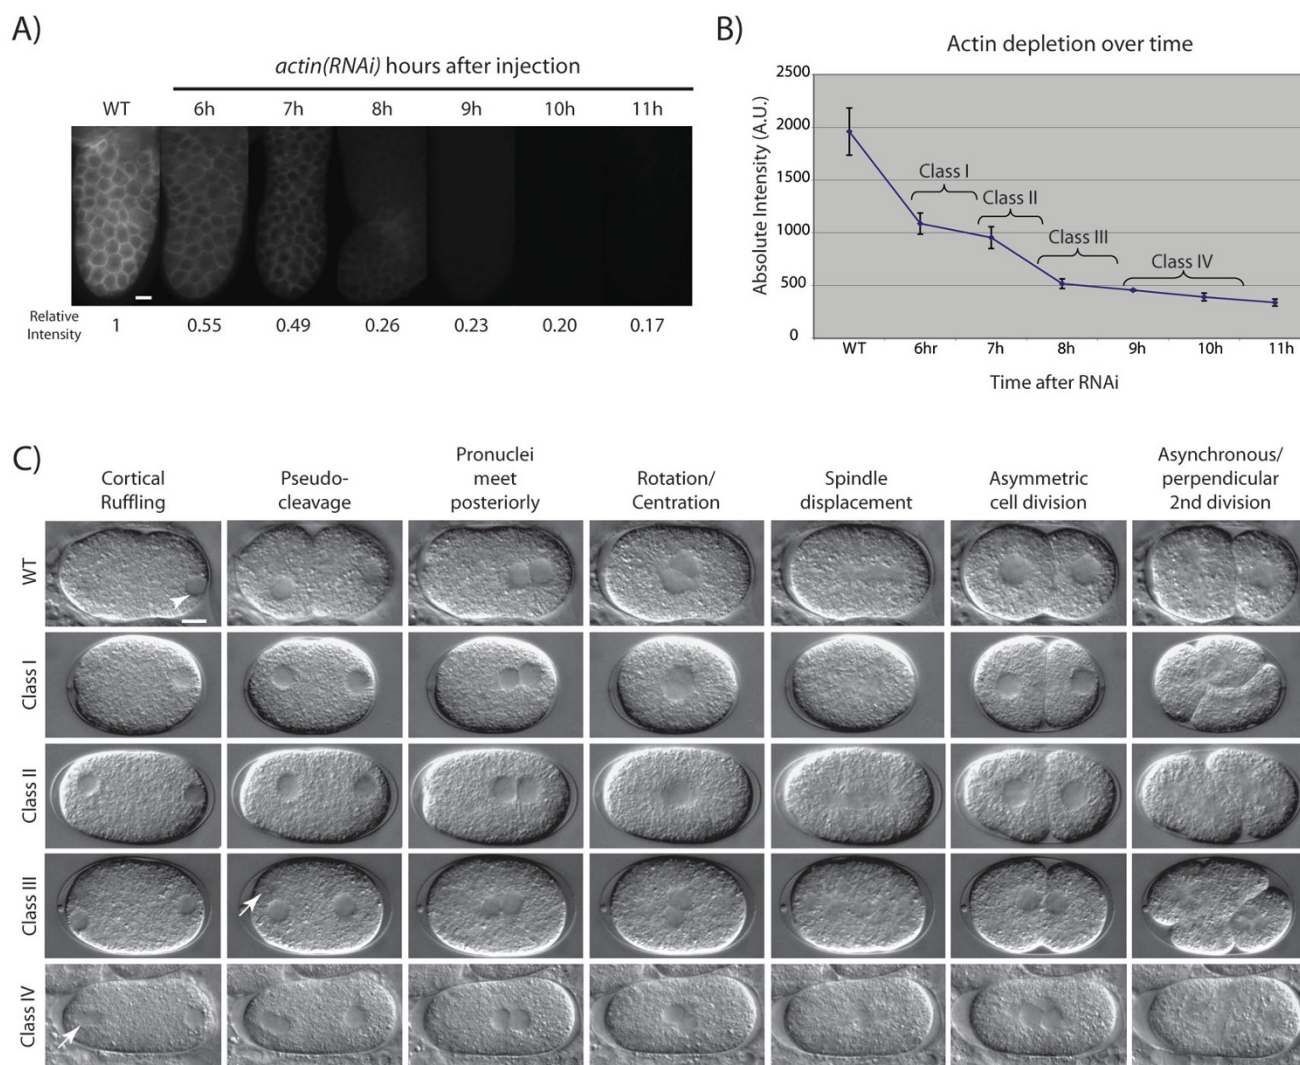 A)
actin(RNAi) hours after injection
WT 6h 7h 8h 9h 10h 11h
Relative
Intensity
1 0.55 0.49 0.26 0.23 0.20 0.17
B)
Actin depletion over time
Absolute Intensity (A.U.)
2500
2000
1500
1000
500
0
Class I
Class II
Class III
Class IV
WT 6hr 7h 8h 9h 10h 11h
Time after RNAi
C)
Cortical
Ruffling
Pseudo-
cleavage
Pronuclei
meet
posteriorly
Rotation/
Centration
Spindle
displacement
Asymmetric
cell division
Asynchronous/
perpendicular
2nd division
WT
Class I
Class II
Class III
Class IV